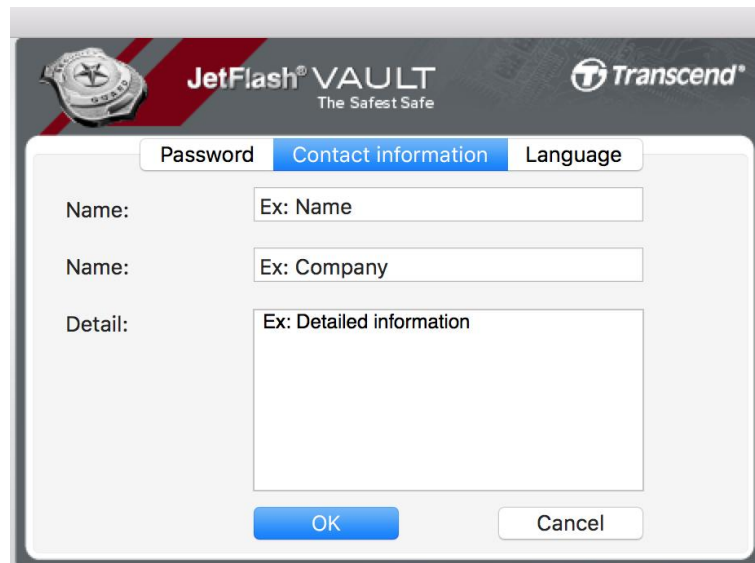 JetFlash® VAULT
The Safest Safe
Transcend®
Password Contact information Language
Name: Ex: Name
Name: Ex: Company
Detail: Ex: Detailed information
OK Cancel